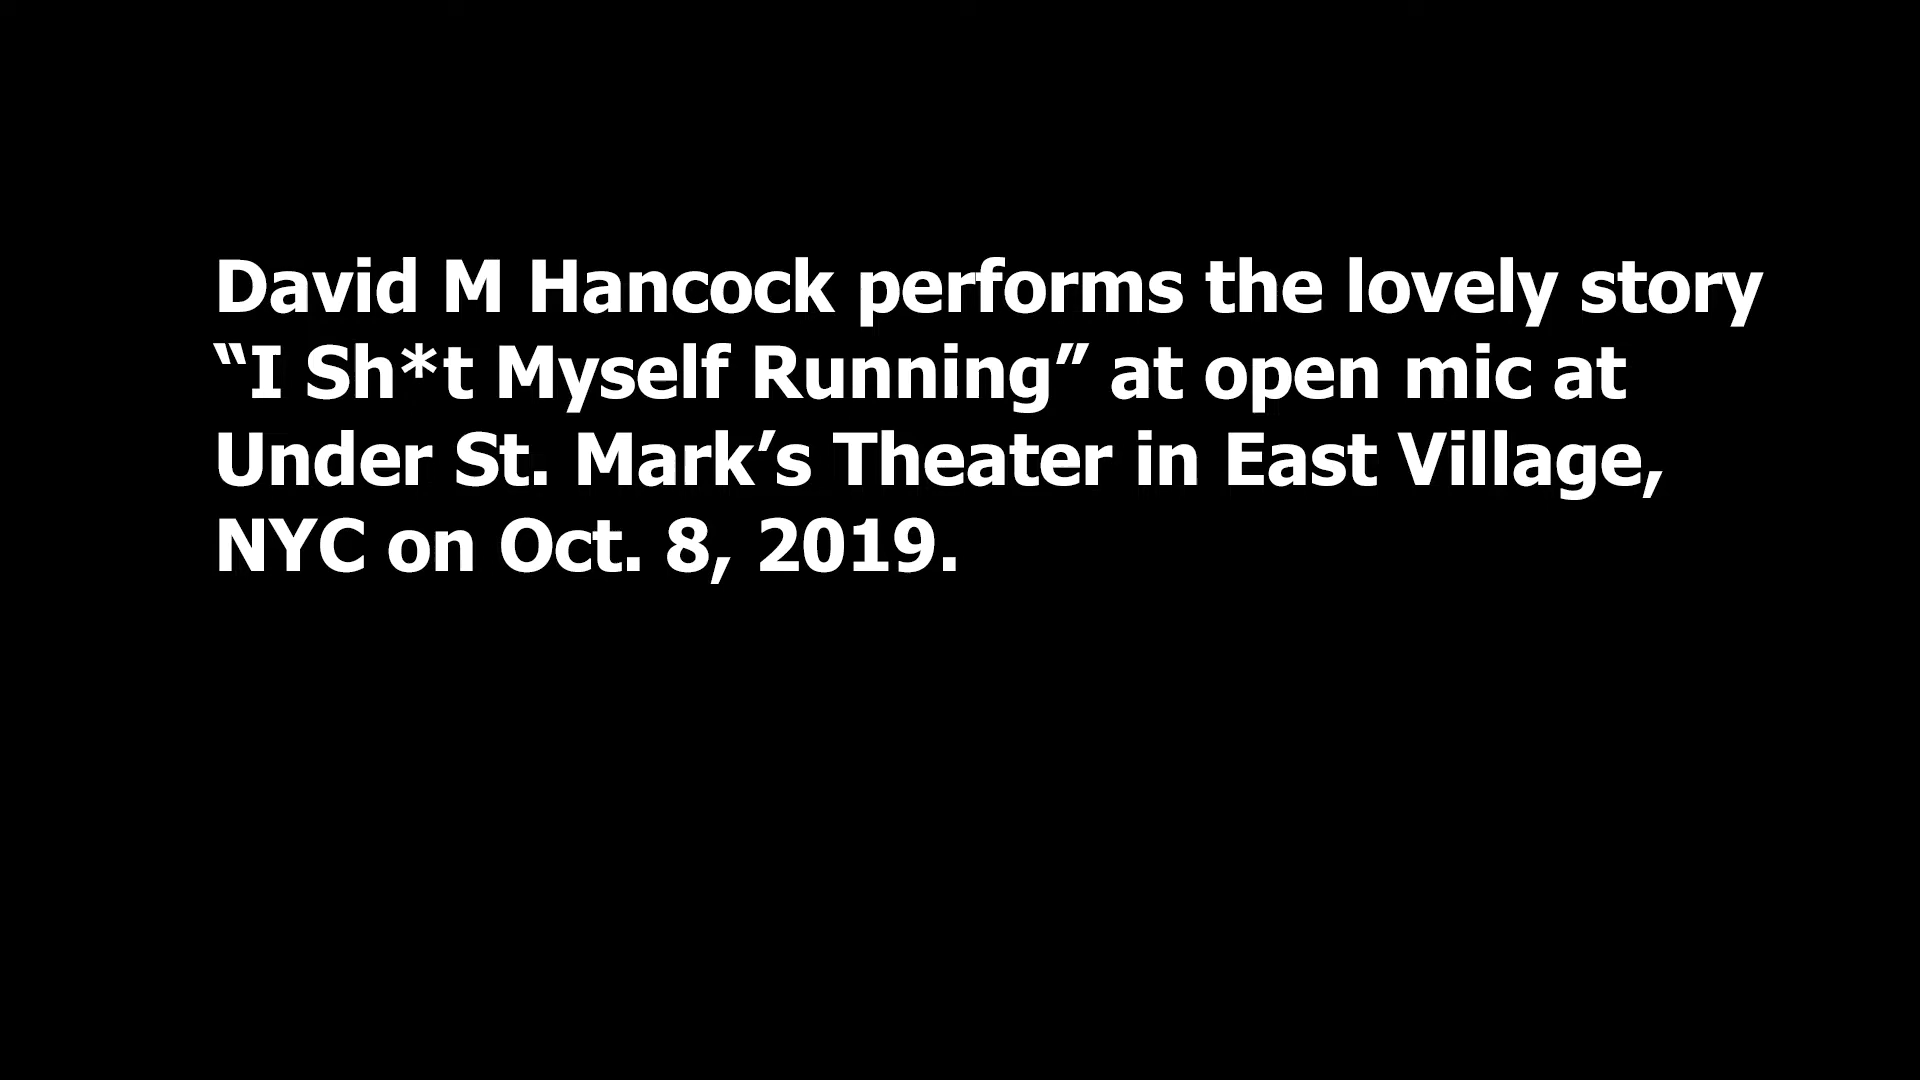 David M Hancock performs the lovely story
“I Sh*t Myself Running” at open mic at
Under St. Mark’s Theater in East Village,
NYC on Oct. 8, 2019.